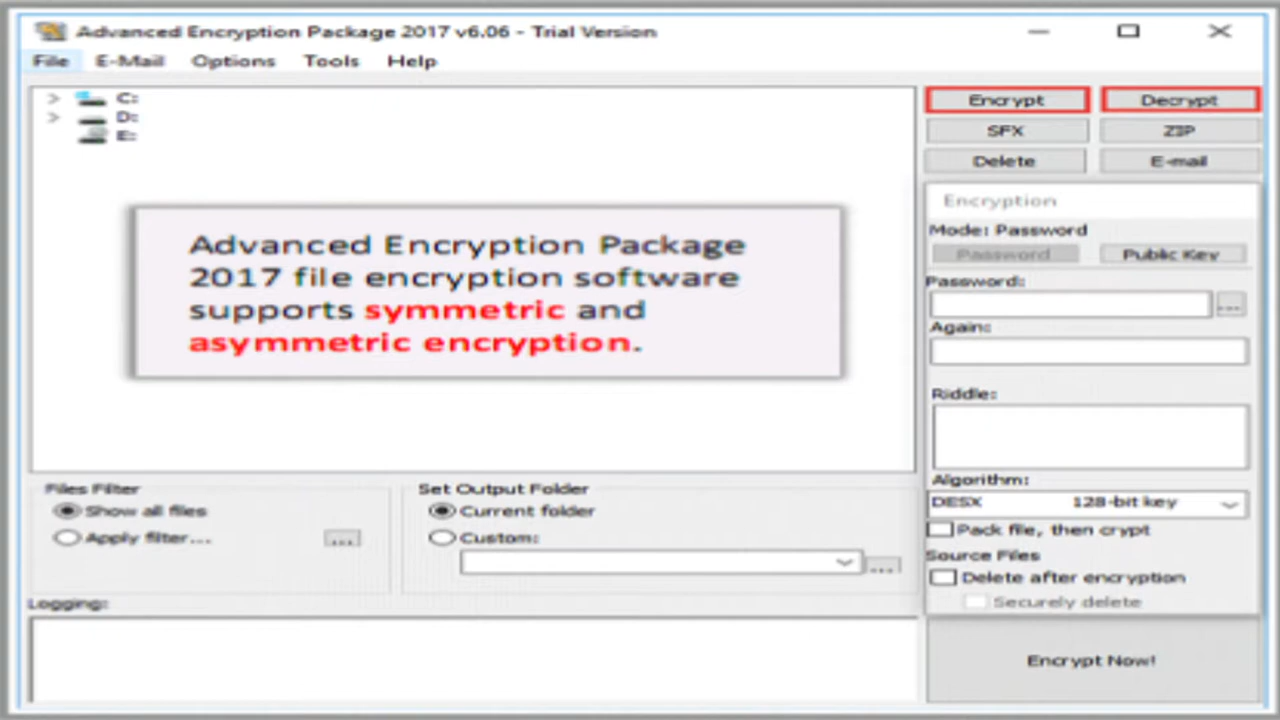 Advanced Encryption Package 2017 v6.06 - Trial Version
File E-Mail Options Tools Help
C:
D:
E:
Advanced Encryption Package
2017 file encryption software
supports symmetric and
asymmetric encryption.
Files Filter
Show all files
Apply filter...
...
Set Output Folder
Current folder
Custom:
...
Logging:
Encrypt Decrypt
SFX ZIP
Delete E-mail
Encryption
Mode: Password
Password Public Key
Password:
...
Again:
Riddle:
Algorithm:
DESX 128-bit key
Pack file, then crypt
Source Files
Delete after encryption
Securely delete
Encrypt Now!